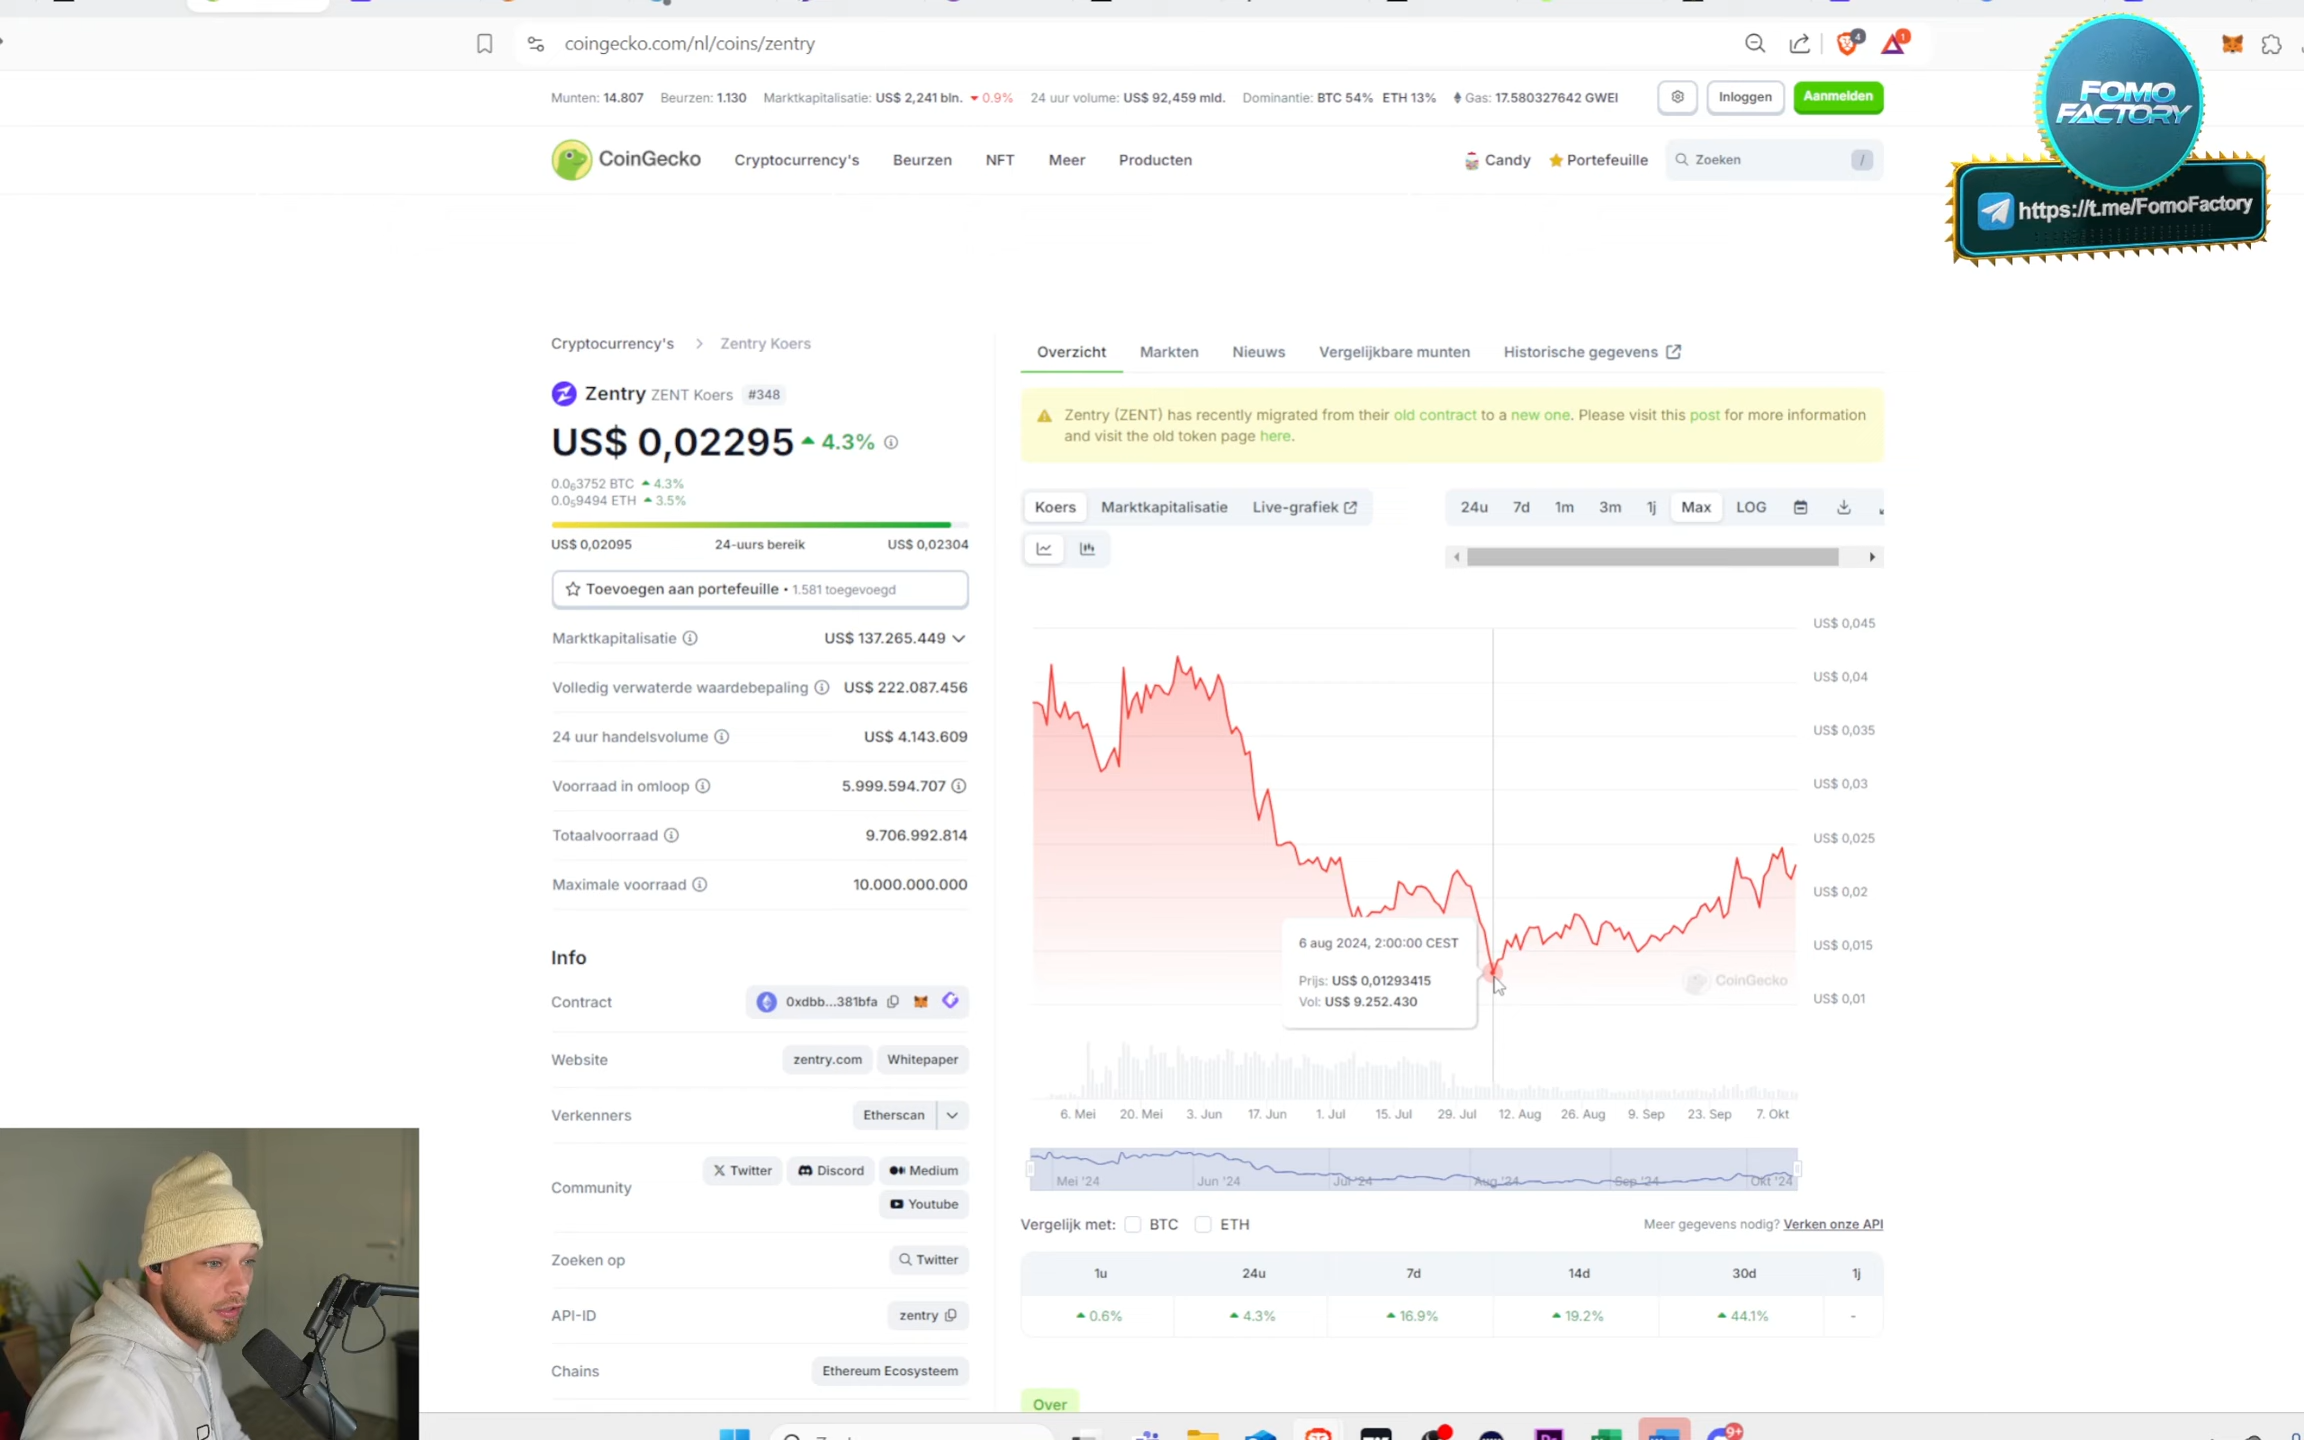 coingecko.com/nl/coins/zentry
4
1
FOMO
FACTORY
https://t.me/FomoFactory
Munten: 14.807 Beurzen: 1.130 Marktkapitalisatie: US$ 2,241 bln. 0.9% 24 uur volume: US$ 92,459 mld. Dominantie: BTC 54% ETH 13% Gas: 17.580327642 GWEI
Inloggen
Aanmelden
CoinGecko
Cryptocurrency's Beurzen NFT Meer Producten
Candy Portefeuille
Zoeken /
Cryptocurrency's Zentry Koers
Zentry ZENT Koers #348
US$ 0,02295 4.3%
0.0₆3752 BTC 4.3%
0.0₅9494 ETH 3.5%
US$ 0,02095 24-uurs bereik US$ 0,02304
Toevoegen aan portefeuille • 1.581 toegevoegd
Marktkapitalisatie US$ 137.265.449
Volledig verwaterde waardebepaling US$ 222.087.456
24 uur handelsvolume US$ 4.143.609
Voorraad in omloop 5.999.594.707
Totaalvoorraad 9.706.992.814
Maximale voorraad 10.000.000.000
Info
Contract 0xdbb...381bfa
Website zentry.com Whitepaper
Verkenners Etherscan
Community Twitter Discord Medium
Youtube
Zoeken op Twitter
API-ID zentry
Chains Ethereum Ecosysteem
Overzicht Markten Nieuws Vergelijkbare munten Historische gegevens
Zentry (ZENT) has recently migrated from their old contract to a new one. Please visit this post for more information
and visit the old token page here.
Koers Marktkapitalisatie Live-grafiek
24u 7d 1m 3m 1j Max LOG
US$ 0,045
US$ 0,04
US$ 0,035
US$ 0,03
US$ 0,025
US$ 0,02
US$ 0,015
US$ 0,01
6 aug 2024, 2:00:00 CEST
Prijs: US$ 0,01293415
Vol: US$ 9.252.430
CoinGecko
6. Mei 20. Mei 3. Jun 17. Jun 1. Jul 15. Jul 29. Jul 12. Aug 26. Aug 9. Sep 23. Sep 7. Okt
Mei '24 Jun '24 Jul '24 Aug '24 Sep '24 Okt '24
Vergelijk met: BTC ETH
Meer gegevens nodig? Verken onze API
1u 24u 7d 14d 30d 1j
0.6% 4.3% 16.9% 19.2% 44.1% -
Over
9+